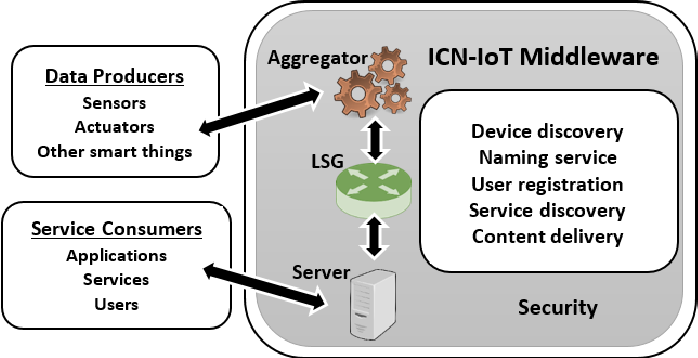 Data Producers
Sensors
Actuators
Other smart things
Service Consumers
Applications
Services
Users
ICN-IoT Middleware
Aggregator
LSG
Server
Device discovery
Naming service
User registration
Service discovery
Content delivery
Security